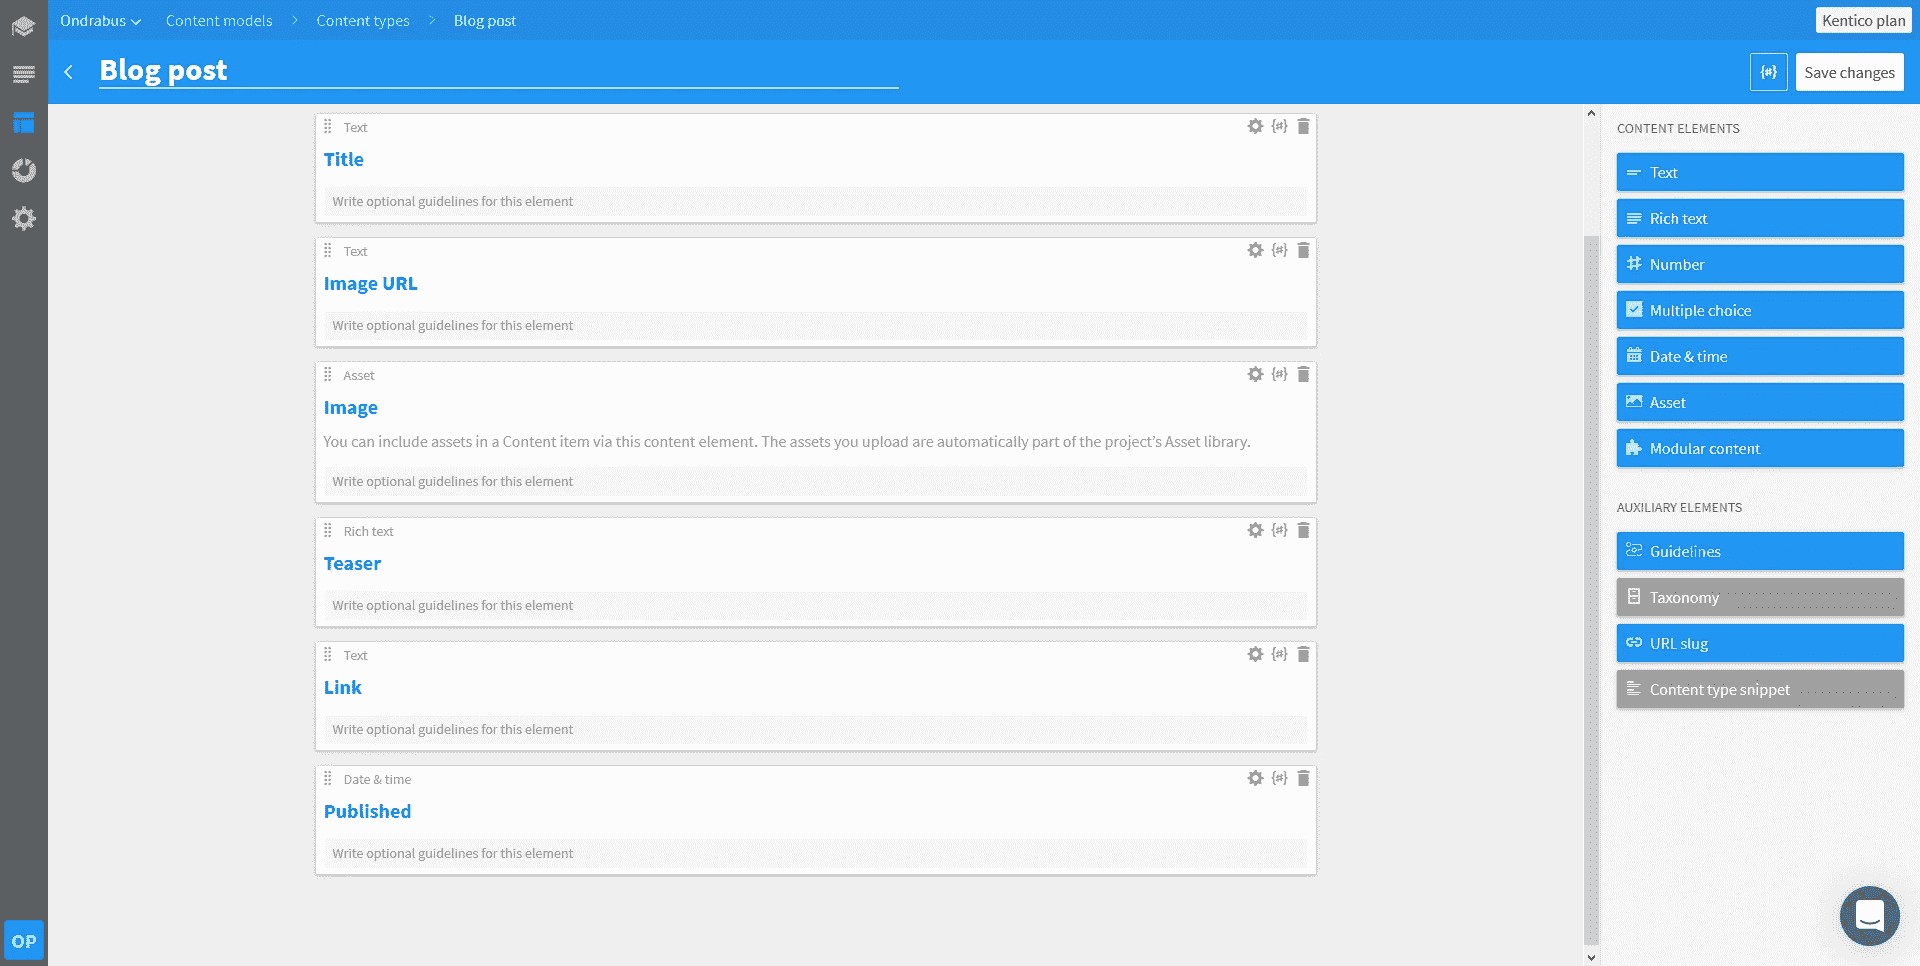 Ondrabus
Content models
Content types
Blog post
Kentico plan
Blog post
{#}
Save changes
Text
{#}
Title
Write optional guidelines for this element
Text
{#}
Image URL
Write optional guidelines for this element
Asset
{#}
Image
You can include assets in a Content item via this content element. The assets you upload are automatically part of the project’s Asset library.
Write optional guidelines for this element
Rich text
{#}
Teaser
Write optional guidelines for this element
Text
{#}
Link
Write optional guidelines for this element
Date & time
{#}
Published
Write optional guidelines for this element
CONTENT ELEMENTS
Text
Rich text
Number
Multiple choice
Date & time
Asset
Modular content
AUXILIARY ELEMENTS
Guidelines
Taxonomy
URL slug
Content type snippet
OP